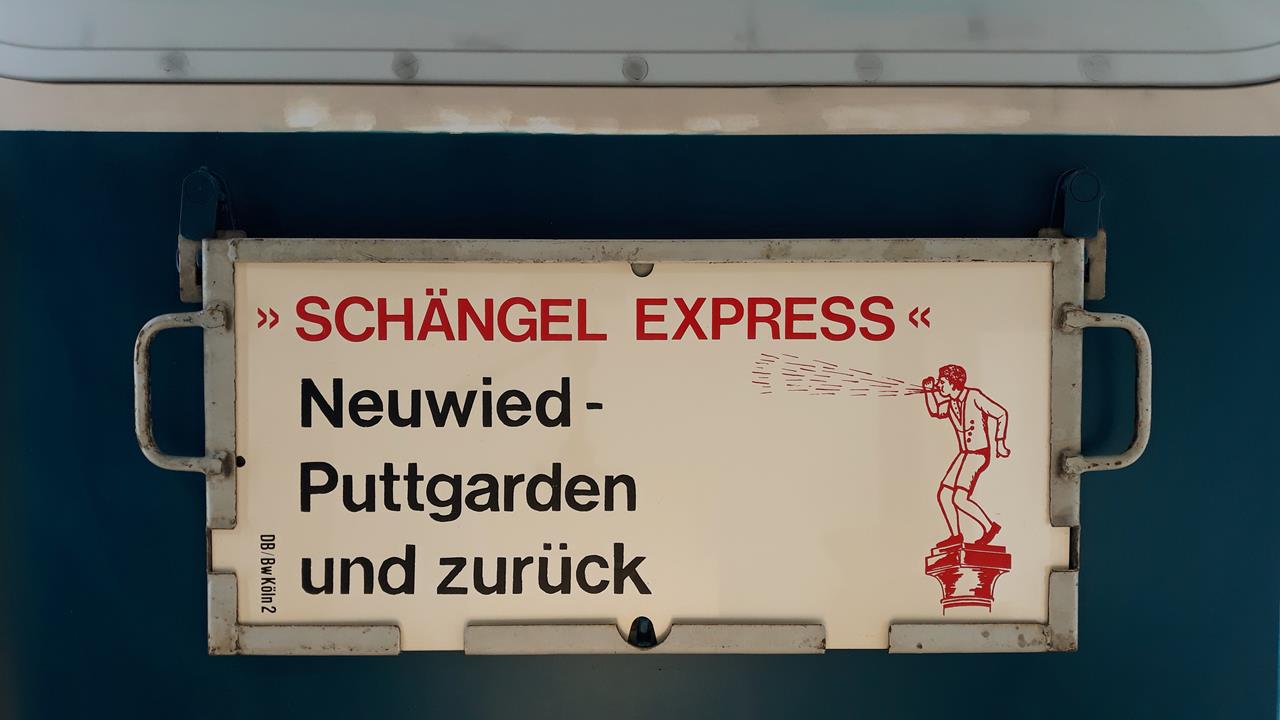 » SCHÄNGEL EXPRESS «
Neuwied -
Puttgarden
und zurück
DB/Bw Köln 2